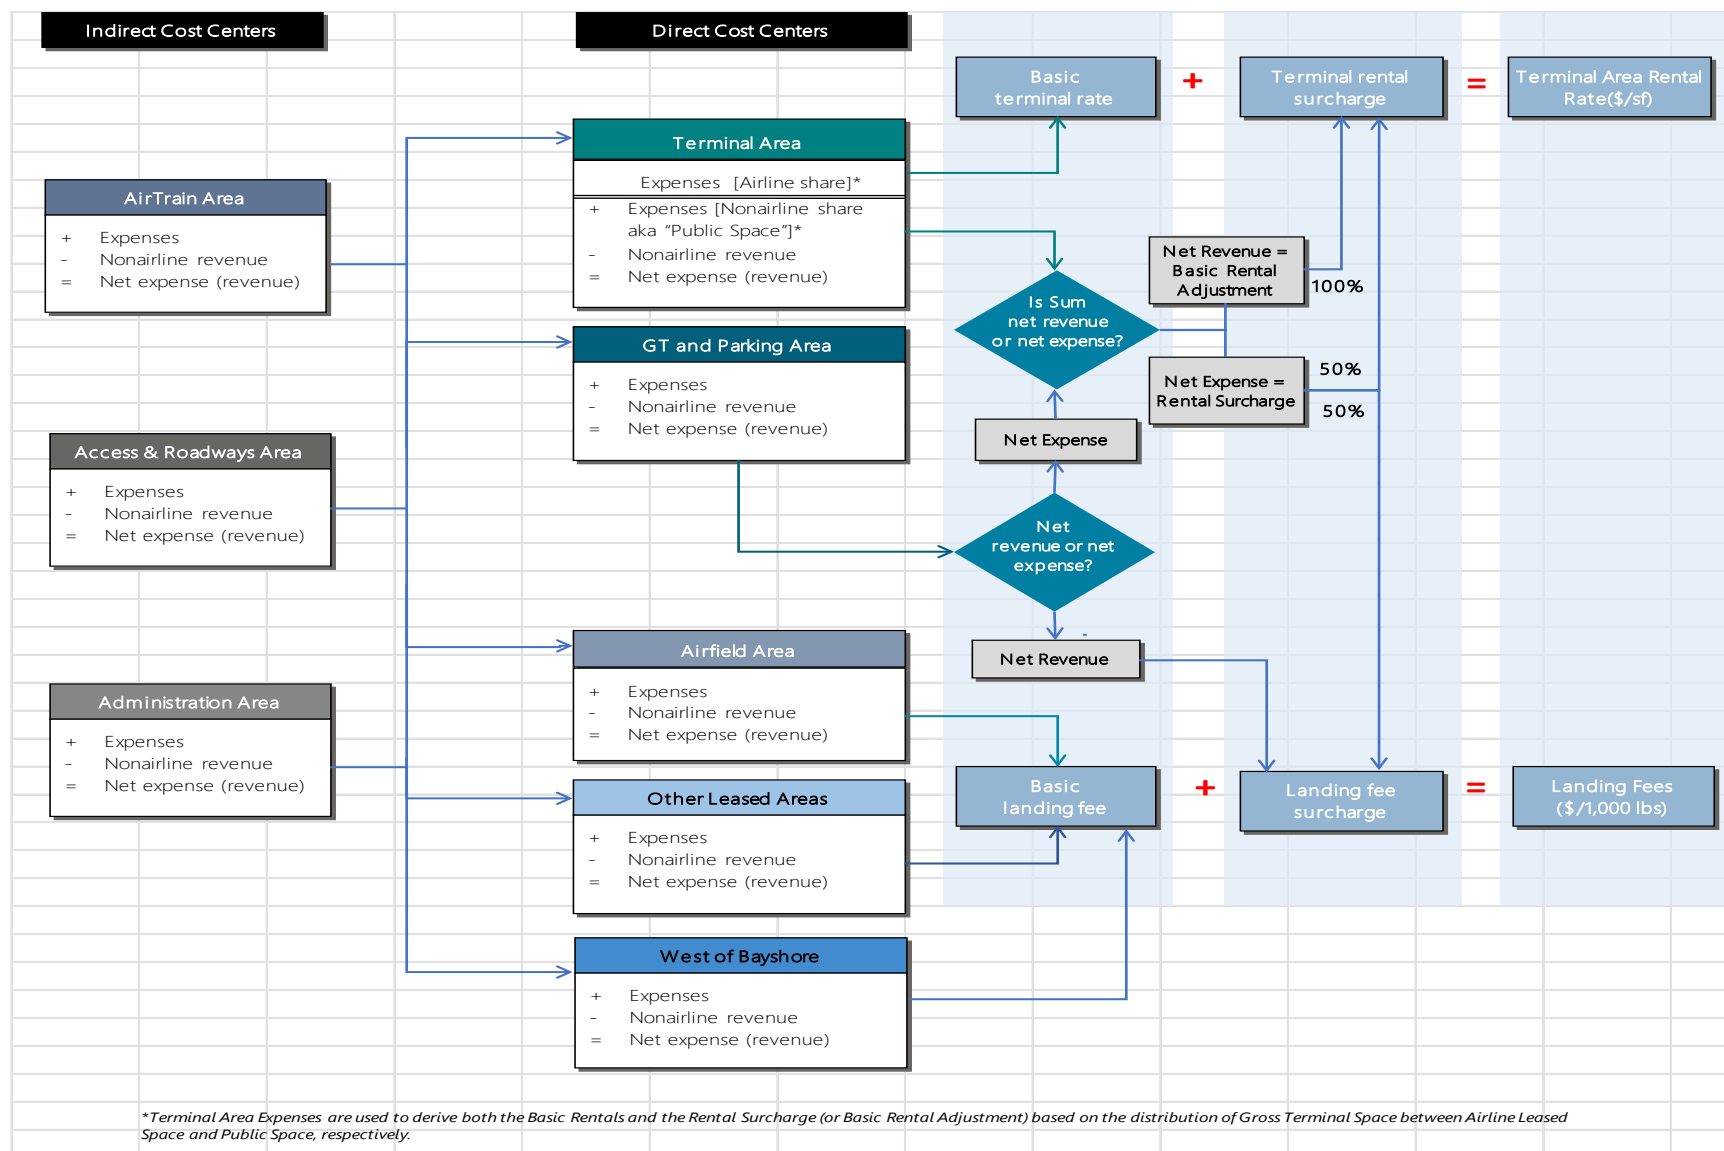 Indirect Cost Centers
Direct Cost Centers
Basic
terminal rate
+
Terminal rental
surcharge
=
Terminal Area Rental
Rate($/sf)
AirTrain Area
+ Expenses
- Nonairline revenue
= Net expense (revenue)
Access & Roadways Area
+ Expenses
- Nonairline revenue
= Net expense (revenue)
Administration Area
+ Expenses
- Nonairline revenue
= Net expense (revenue)
Terminal Area
Expenses [Airline share]*
+ Expenses [Nonairline share
aka “Public Space”]*
- Nonairline revenue
= Net expense (revenue)
GT and Parking Area
+ Expenses
- Nonairline revenue
= Net expense (revenue)
Airfield Area
+ Expenses
- Nonairline revenue
= Net expense (revenue)
Other Leased Areas
+ Expenses
- Nonairline revenue
= Net expense (revenue)
West of Bayshore
+ Expenses
- Nonairline revenue
= Net expense (revenue)
Is Sum
net revenue
or net expense?
Net Revenue =
Basic Rental
Adjustment
100%
Net Expense =
Rental Surcharge
50%
50%
Net Expense
Net
revenue or net
expense?
-
Net Revenue
Basic
landing fee
+
Landing fee
surcharge
=
Landing Fees
($/1,000 lbs)
*Terminal Area Expenses are used to derive both the Basic Rentals and the Rental Surcharge (or Basic Rental Adjustment) based on the distribution of Gross Terminal Space between Airline Leased
Space and Public Space, respectively.